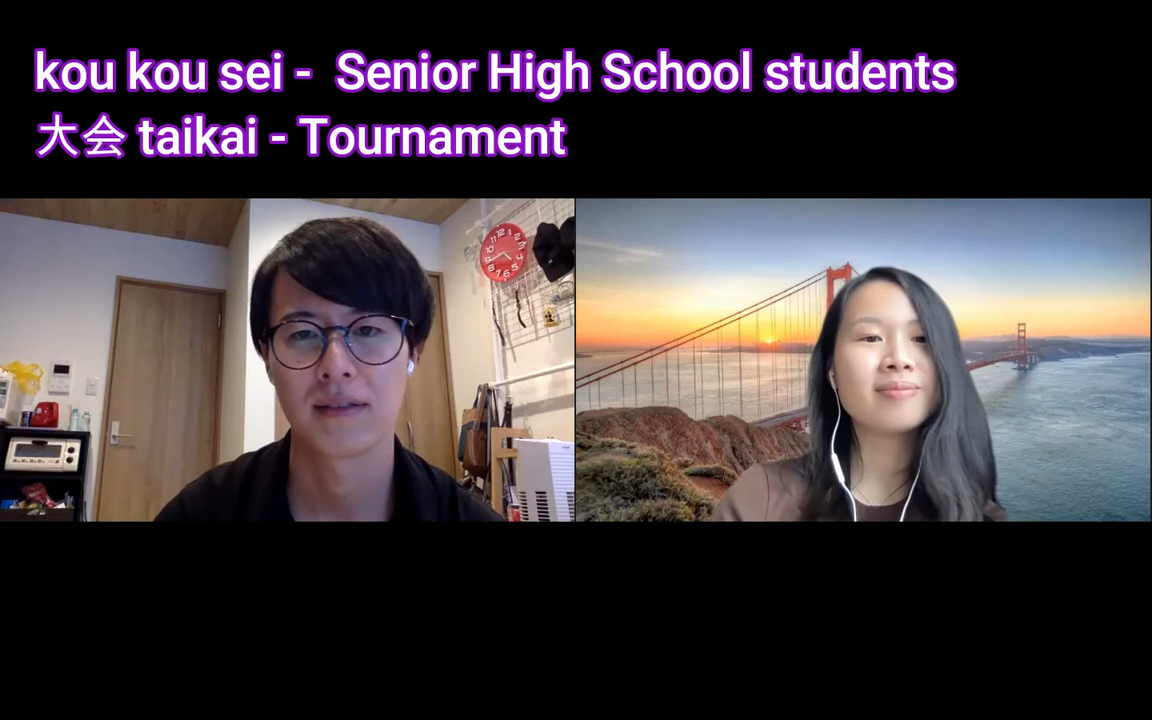 kou kou sei - Senior High School students
大会 taikai - Tournament